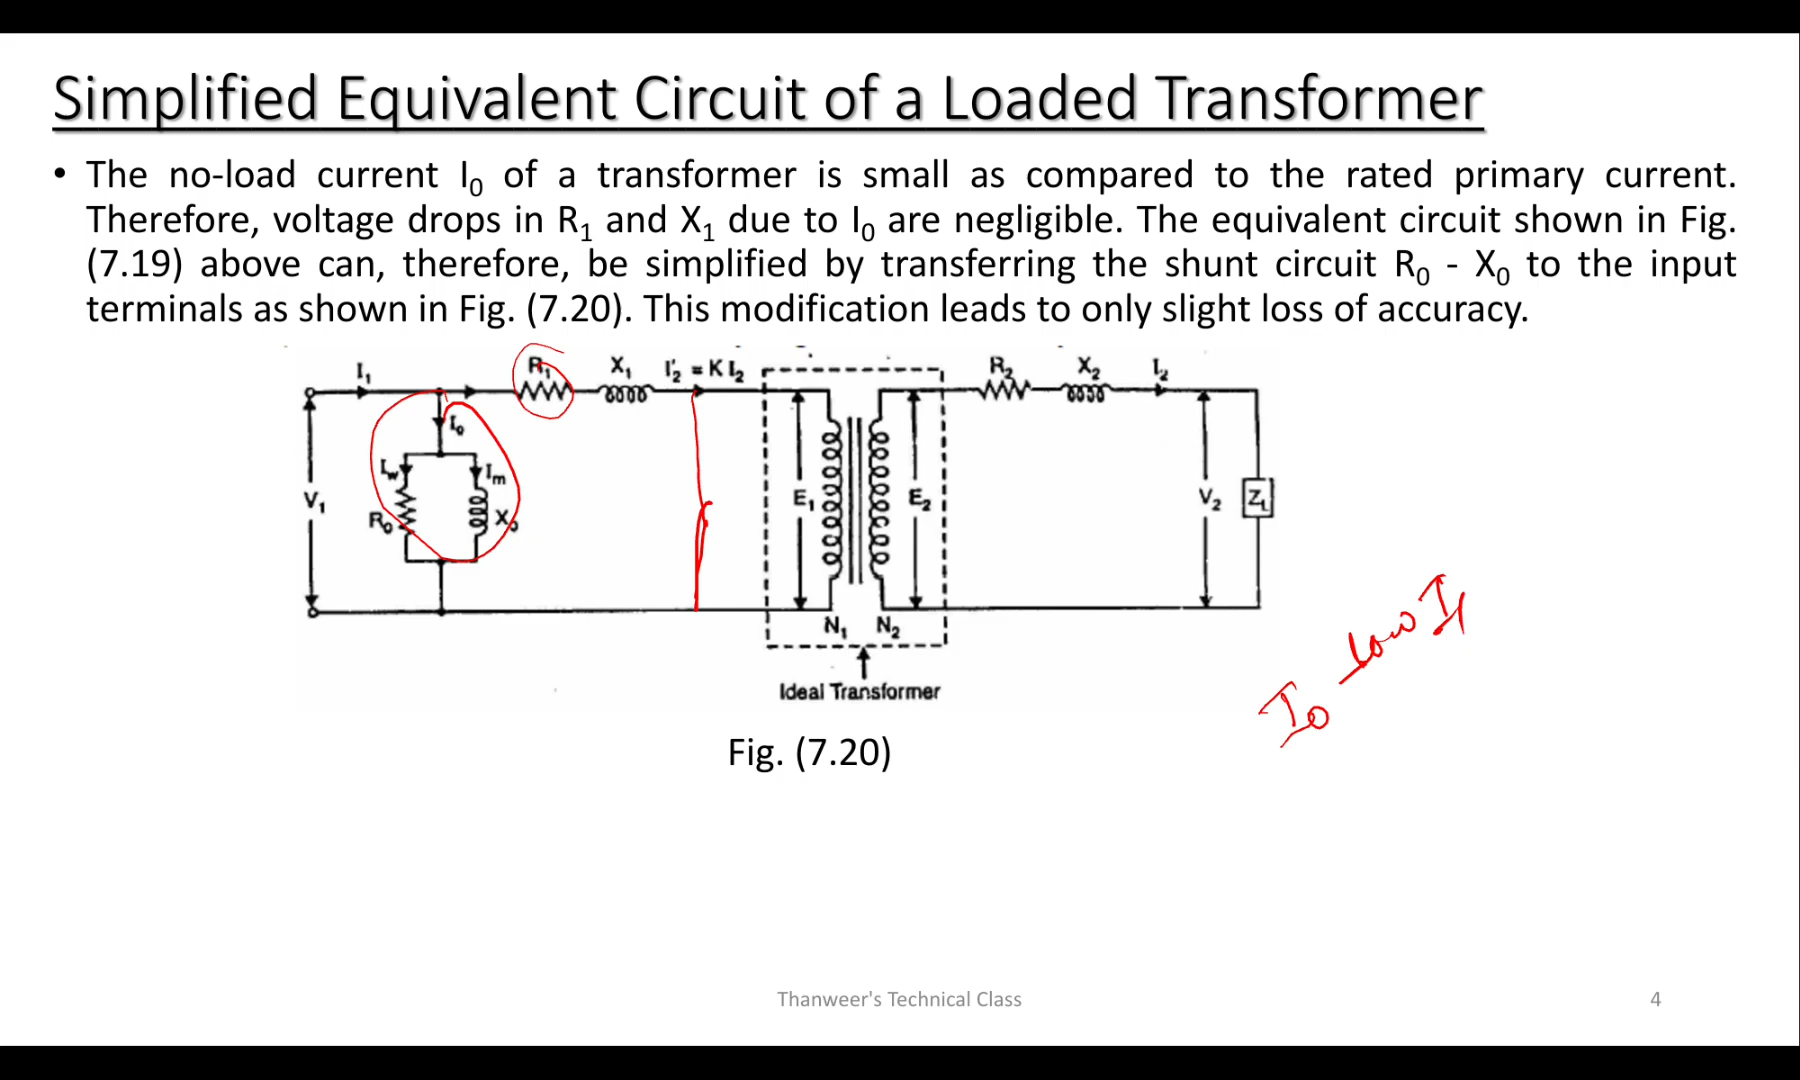 Simplified Equivalent Circuit of a Loaded Transformer
• The no-load current I₀ of a transformer is small as compared to the rated primary current.
Therefore, voltage drops in R₁ and X₁ due to I₀ are negligible. The equivalent circuit shown in Fig.
(7.19) above can, therefore, be simplified by transferring the shunt circuit R₀ - X₀ to the input
terminals as shown in Fig. (7.20). This modification leads to only slight loss of accuracy.
I₁ R₁ X₁ I'₂ = K I₂ R₂ X₂ I₂
I₀
I_w I_m
V₁ R₀ X₀ E₁ E₂ V₂ Z_L
N₁ N₂
Ideal Transformer
I₀ low I₁
Fig. (7.20)
Thanweer's Technical Class 4